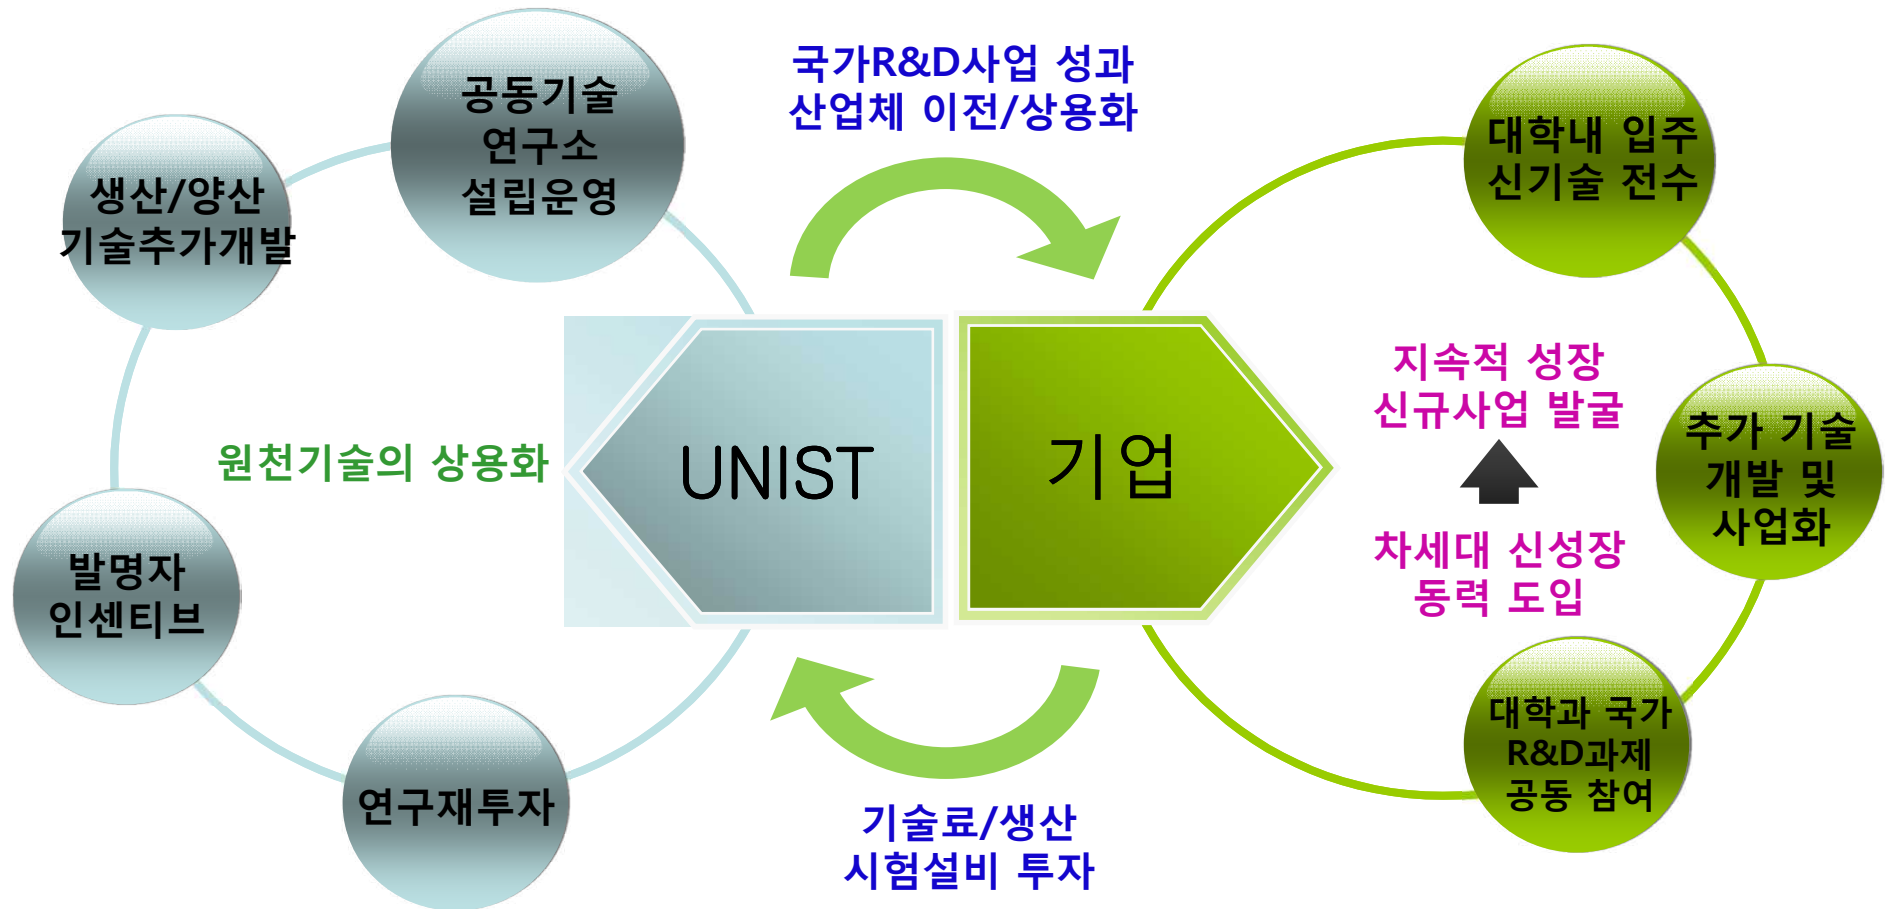 공동기술
연구소
설립운영
생산/양산
기술추가개발
원천기술의 상용화
발명자
인센티브
연구재투자
국가R&D사업 성과
산업체 이전/상용화
UNIST
기업
기술료/생산
시험설비 투자
대학내 입주
신기술 전수
지속적 성장
신규사업 발굴
차세대 신성장
동력 도입
추가 기술
개발 및
사업화
대학과 국가
R&D과제
공동 참여